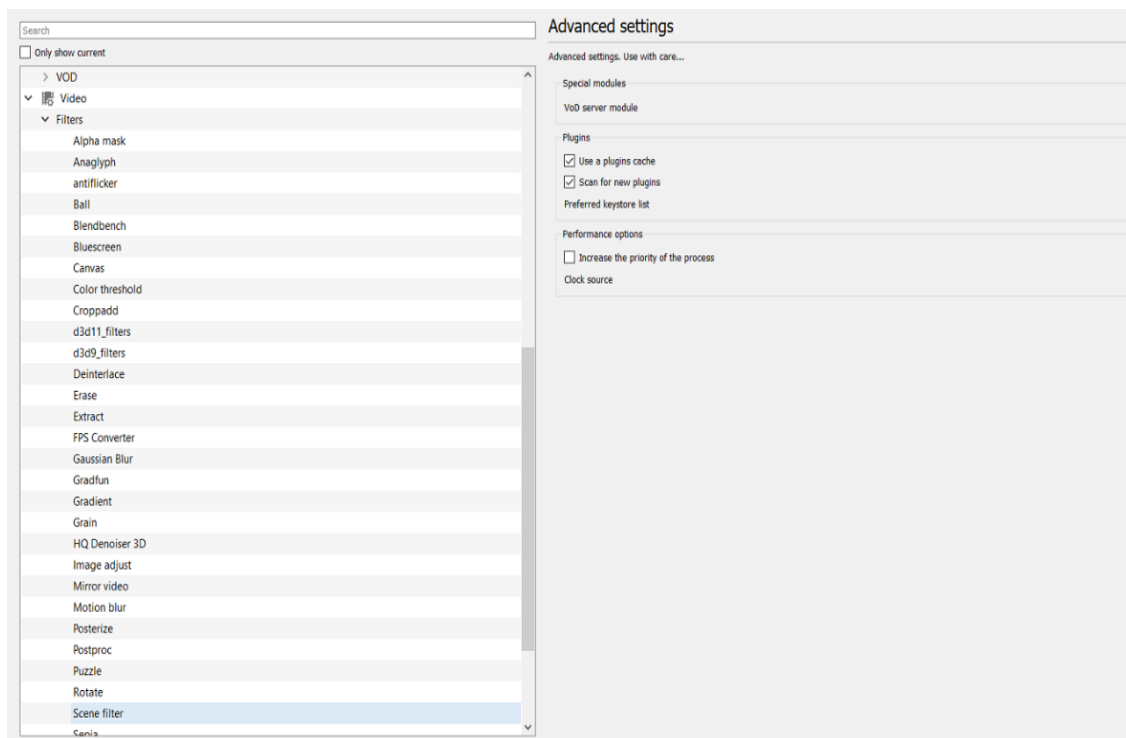 Search
Only show current
VOD
Video
Filters
Alpha mask
Anaglyph
antiflicker
Ball
Blendbench
Bluescreen
Canvas
Color threshold
Croppadd
d3d11_filters
d3d9_filters
Deinterlace
Erase
Extract
FPS Converter
Gaussian Blur
Gradfun
Gradient
Grain
HQ Denoiser 3D
Image adjust
Mirror video
Motion blur
Posterize
Postproc
Puzzle
Rotate
Scene filter
Sepia
Advanced settings
Advanced settings. Use with care...
Special modules
VoD server module
Plugins
Use a plugins cache
Scan for new plugins
Preferred keystore list
Performance options
Increase the priority of the process
Clock source